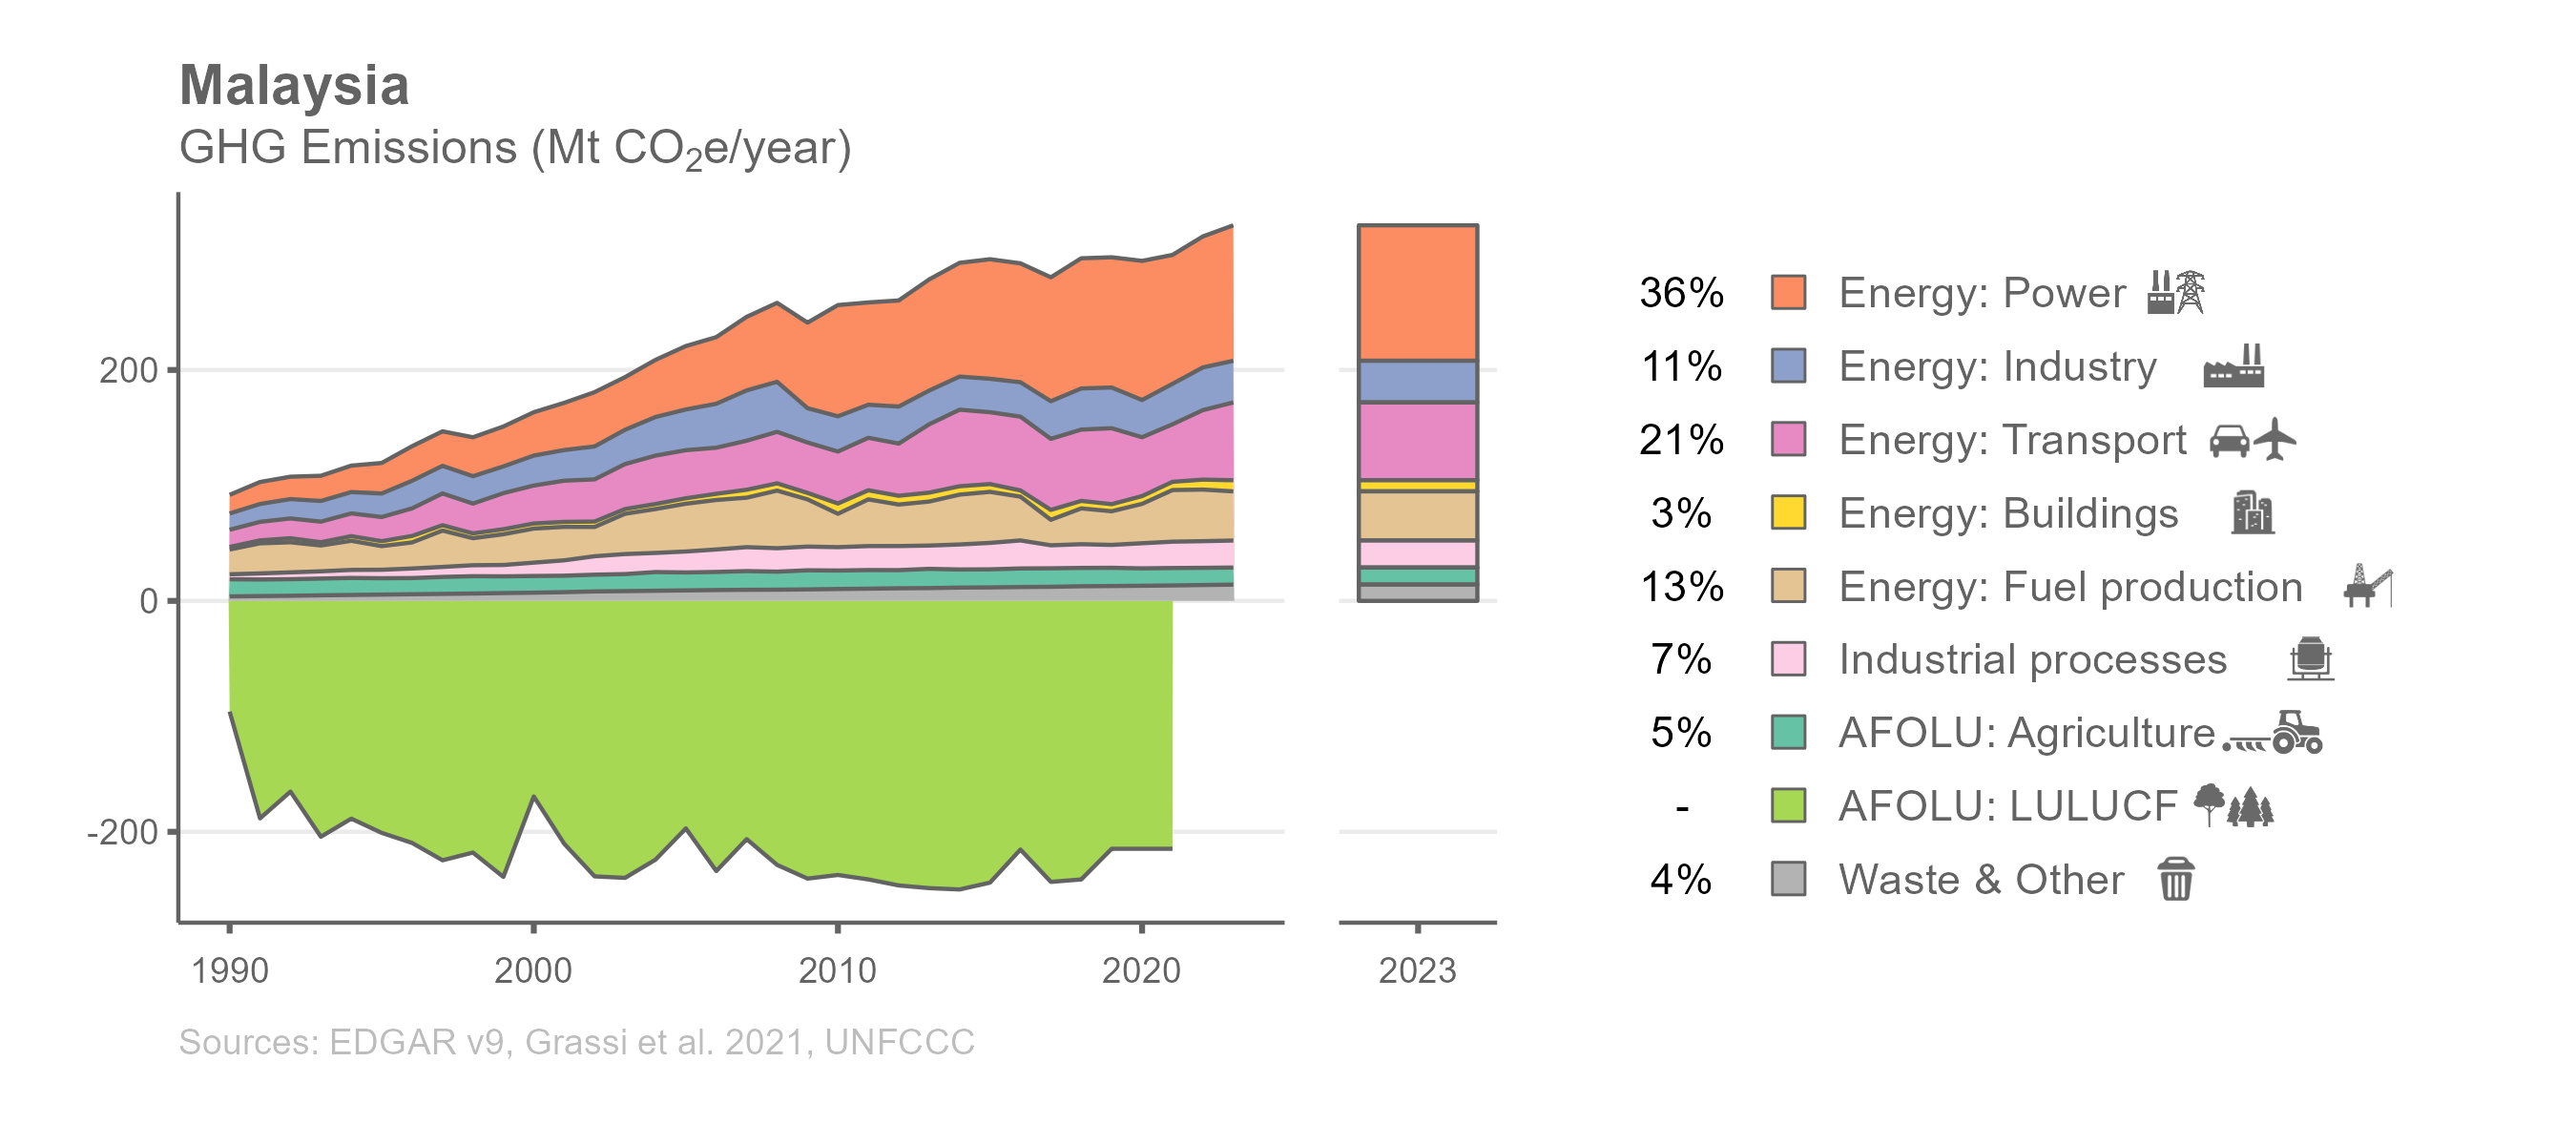 Malaysia
GHG Emissions (Mt CO₂e/year)
200
0
-200
1990
2000
2010
2020
2023
36% Energy: Power
11% Energy: Industry
21% Energy: Transport
3% Energy: Buildings
13% Energy: Fuel production
7% Industrial processes
5% AFOLU: Agriculture
- AFOLU: LULUCF
4% Waste & Other
Sources: EDGAR v9, Grassi et al. 2021, UNFCCC